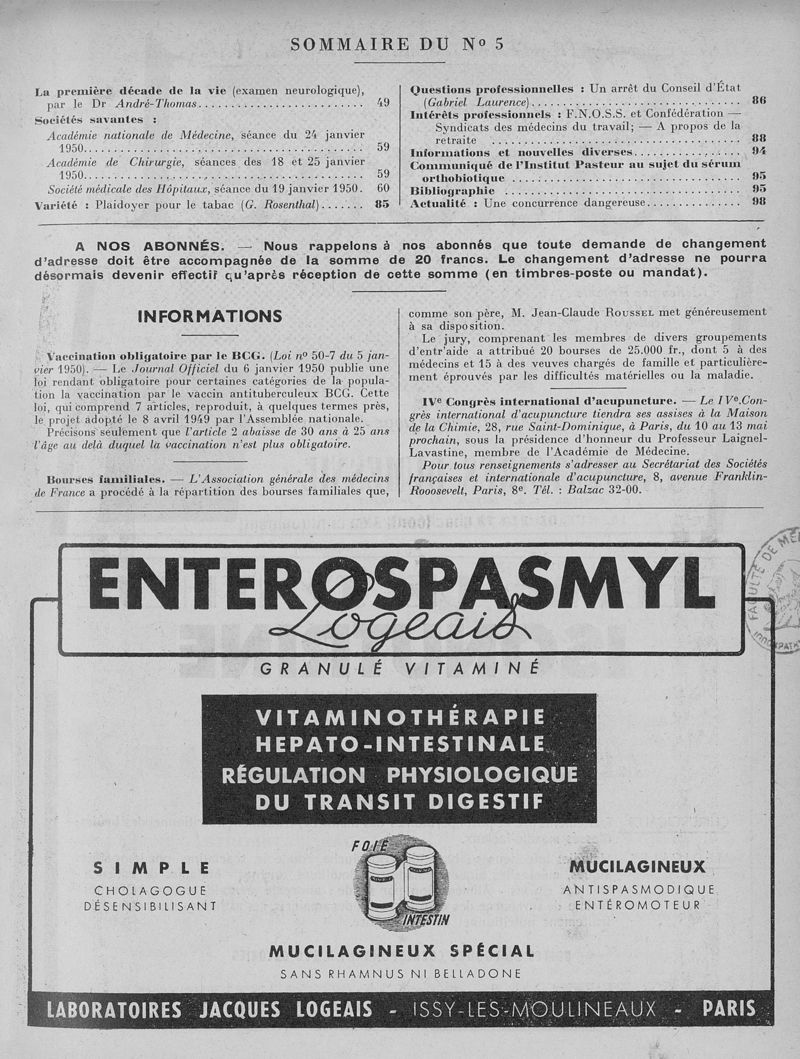 SOMMAIRE DU Nº 5
La première décade de la vie (examen neurologique),
par le Dr André-Thomas........................ 49
Sociétés savantes :
Académie nationale de Médecine, séance du 24 janvier
1950........................................ 59
Académie de Chirurgie, séances des 18 et 25 janvier
1950........................................ 59
Société médicale des Hôpitaux, séance du 19 janvier 1950. 60
Variété : Plaidoyer pour le tabac (G. Rosenthal)....... 85
Questions professionnelles : Un arrêt du Conseil d'État
(Gabriel Laurence)............................... 86
Intérêts professionnels : F.N.O.S.S. et Confédération —
Syndicats des médecins du travail; — A propos de la
retraite ..................................... 88
Informations et nouvelles diverses................ 94
Communiqué de l'Institut Pasteur au sujet du sérum
orthobiotique ................................... 95
Bibliographie ................................... 95
Actualité : Une concurrence dangereuse.............. 98
A NOS ABONNÉS. — Nous rappelons à nos abonnés que toute demande de changement
d'adresse doit être accompagnée de la somme de 20 francs. Le changement d'adresse ne pourra
désormais devenir effectif qu'après réception de cette somme (en timbres-poste ou mandat).
INFORMATIONS
Vaccination obligatoire par le BCG. (Loi nº 50-7 du 5 jan-
vier 1950). — Le Journal Officiel du 6 janvier 1950 publie une
loi rendant obligatoire pour certaines catégories de la popula-
tion la vaccination par le vaccin antituberculeux BCG. Cette
loi, qui comprend 7 articles, reproduit, à quelques termes près,
le projet adopté le 8 avril 1949 par l'Assemblée nationale.
Précisons seulement que l'article 2 abaisse de 30 ans à 25 ans
l'âge au delà duquel la vaccination n'est plus obligatoire.
Bourses familiales. — L'Association générale des médecins
de France a procédé à la répartition des bourses familiales que,
comme son père, M. Jean-Claude ROUSSEL met généreusement
à sa disposition.
Le jury, comprenant les membres de divers groupements
d'entr'aide a attribué 20 bourses de 25.000 fr., dont 5 à des
médecins et 15 à des veuves chargés de famille et particulière-
ment éprouvés par les difficultés matérielles ou la maladie.
IVe Congrès international d'acupuncture. — Le IVe Con-
grès international d'acupuncture tiendra ses assises à la Maison
de la Chimie, 28, rue Saint-Dominique, à Paris, du 10 au 13 mai
prochain, sous la présidence d'honneur du Professeur Laignel-
Lavastine, membre de l'Académie de Médecine.
Pour tous renseignements s'adresser au Secrétariat des Sociétés
françaises et internationale d'acupuncture, 8, avenue Franklin-
Rooosevelt, Paris, 8e. Tél. : Balzac 32-00.
ENTEROSPASMYL
Logeais
GRANULÉ VITAMINÉ
VITAMINOTHÉRAPIE
HEPATO-INTESTINALE
RÉGULATION PHYSIOLOGIQUE
DU TRANSIT DIGESTIF
SIMPLE
CHOLAGOGUE
DÉSENSIBILISANT
FOIE
INTESTIN
MUCILAGINEUX
ANTISPASMODIQUE
ENTÉROMOTEUR
MUCILAGINEUX SPÉCIAL
SANS RHAMNUS NI BELLADONE
LABORATOIRES JACQUES LOGEAIS - ISSY-LES-MOULINEAUX - PARIS